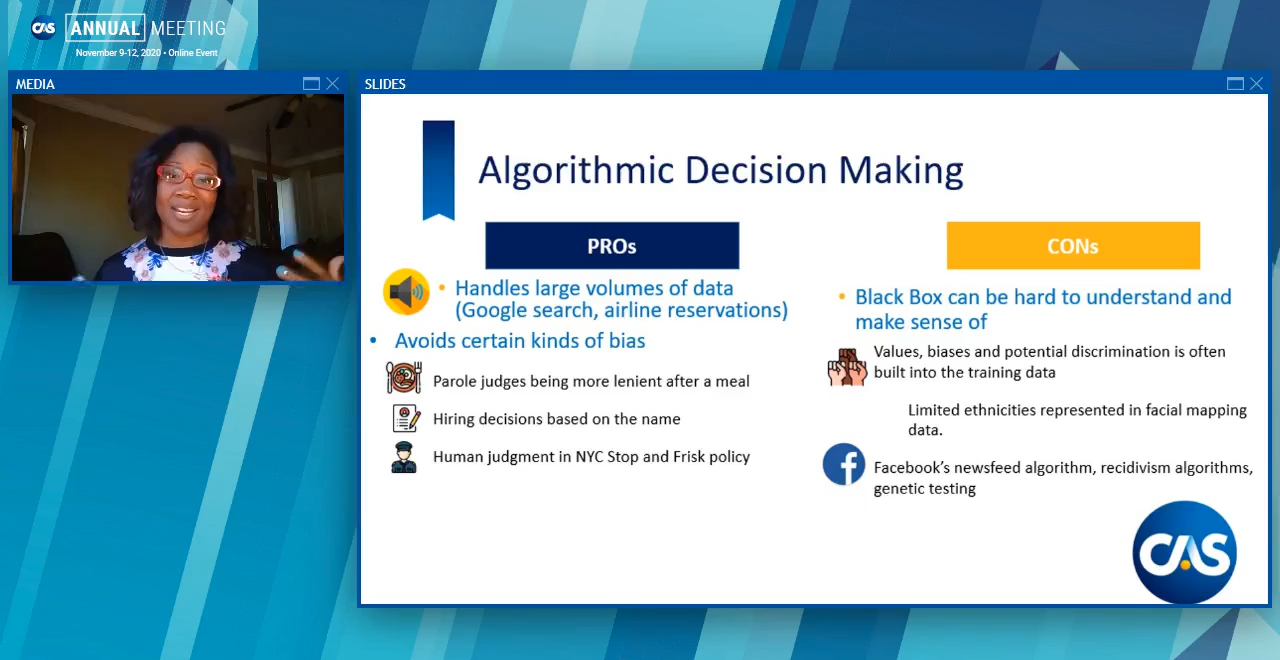 CAS ANNUAL MEETING
November 9-12, 2020 • Online Event
MEDIA
SLIDES
Algorithmic Decision Making
PROs
• Handles large volumes of data
(Google search, airline reservations)
• Avoids certain kinds of bias
Parole judges being more lenient after a meal
Hiring decisions based on the name
Human judgment in NYC Stop and Frisk policy
CONs
• Black Box can be hard to understand and
make sense of
Values, biases and potential discrimination is often
built into the training data
Limited ethnicities represented in facial mapping
data.
f
Facebook’s newsfeed algorithm, recidivism algorithms,
genetic testing
CAS